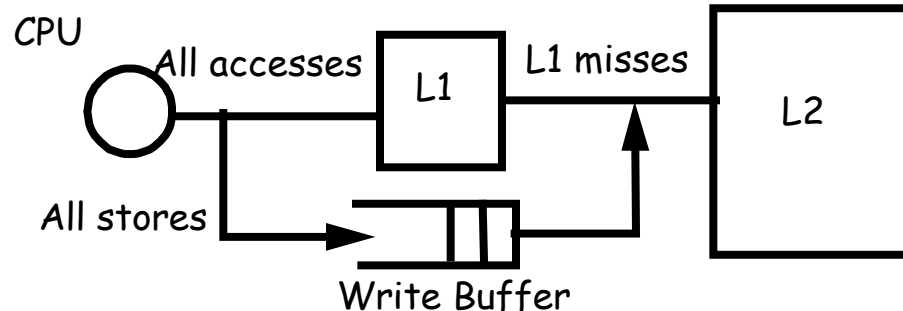 CPU
All accesses
L1 misses
L1
L2
All stores
Write Buffer